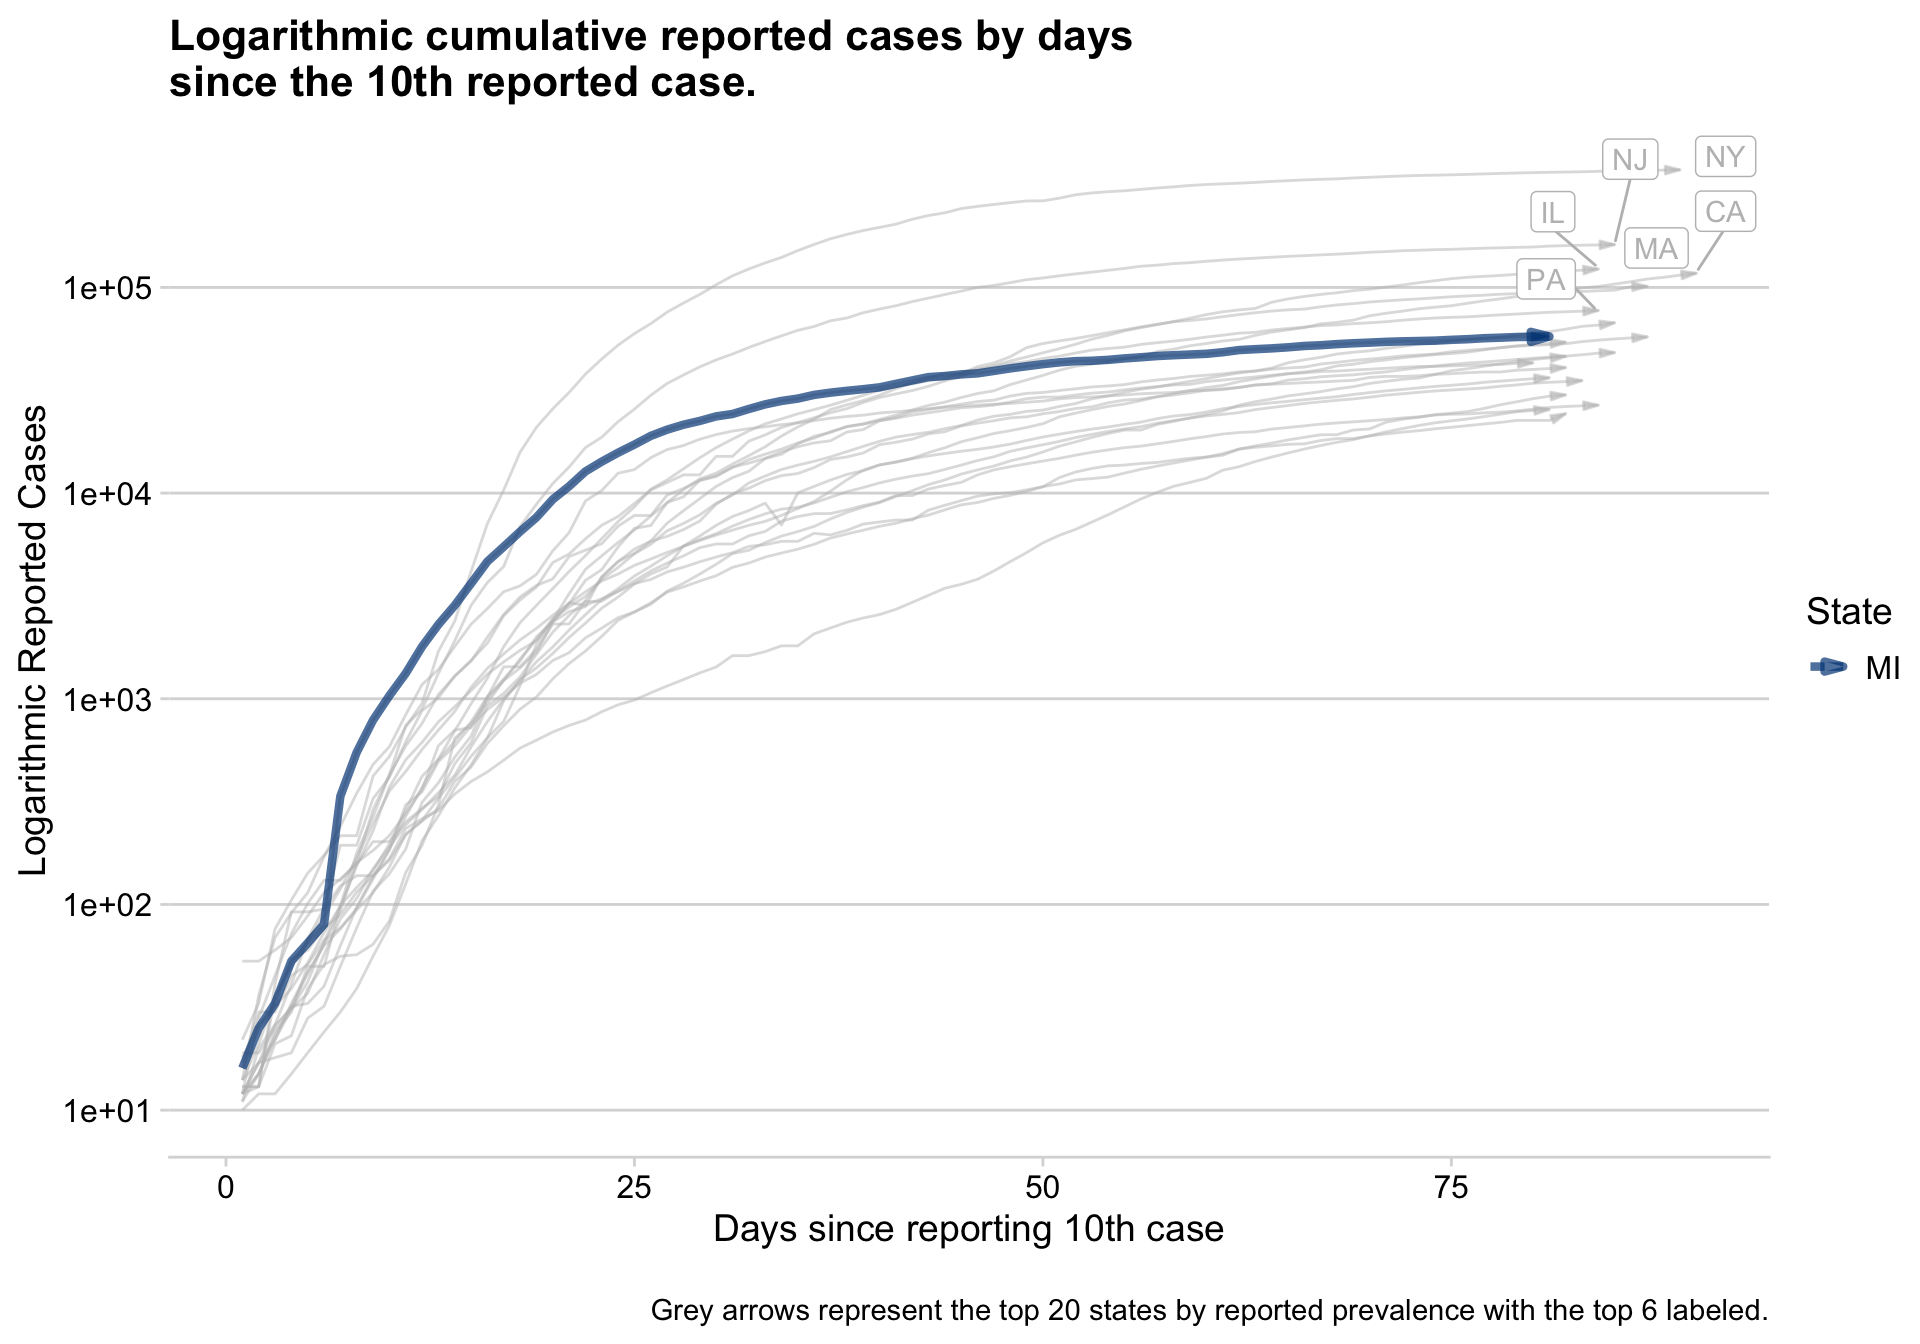 Logarithmic cumulative reported cases by days
since the 10th reported case.
NJ
NY
IL
CA
MA
PA
1e+05
1e+04
1e+03
1e+02
1e+01
Logarithmic Reported Cases
State
MI
0
25
50
75
Days since reporting 10th case
Grey arrows represent the top 20 states by reported prevalence with the top 6 labeled.